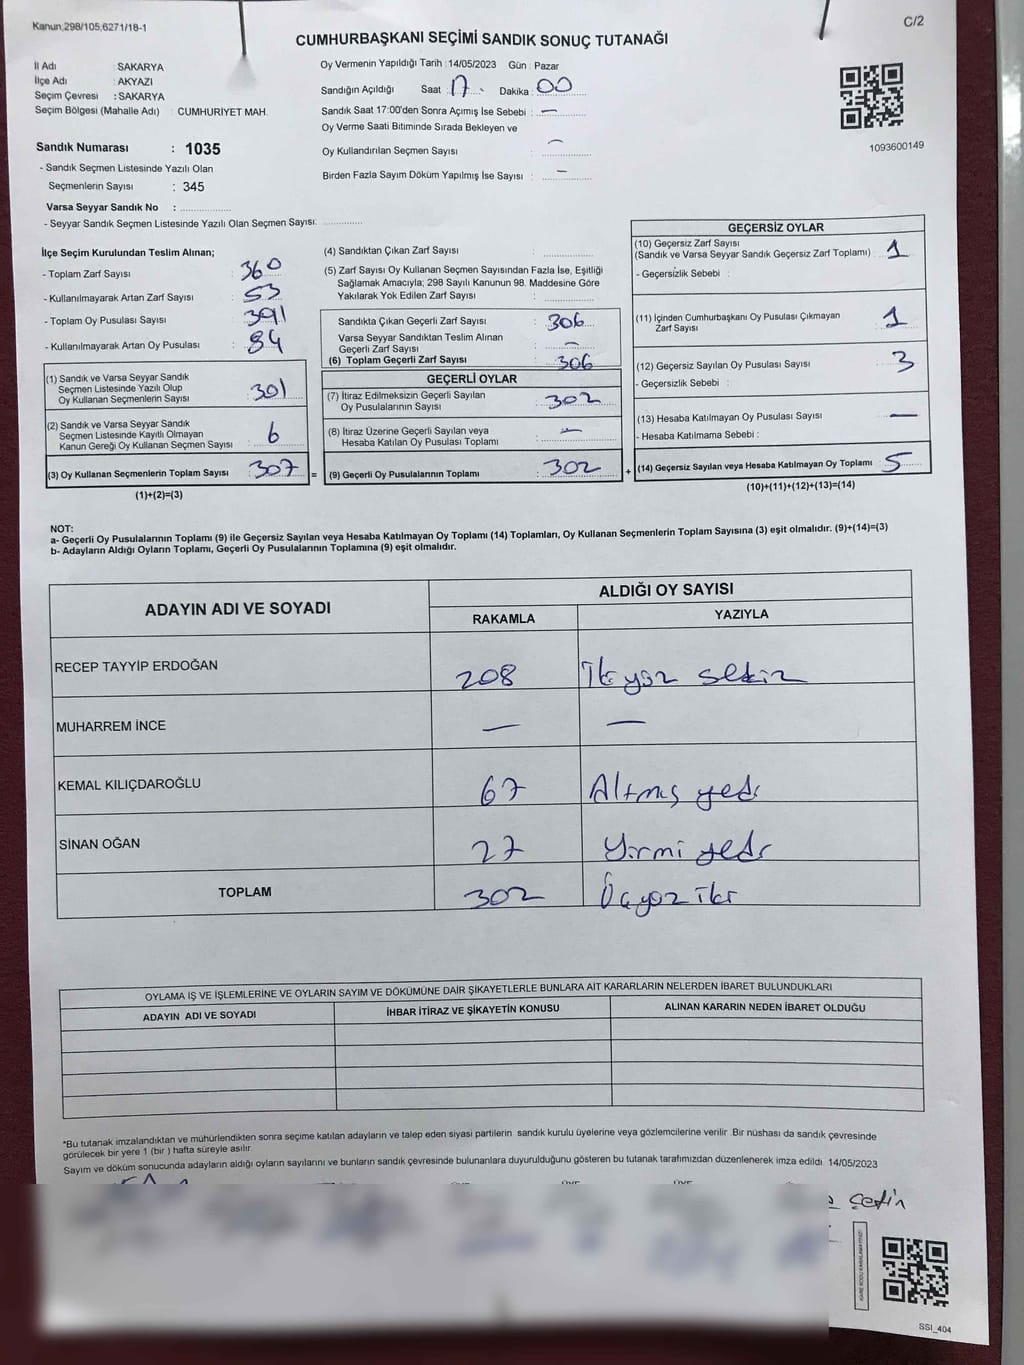 Kanun;298/105,6271/18-1
C/2
CUMHURBAŞKANI SEÇİMİ SANDIK SONUÇ TUTANAĞI
İl Adı SAKARYA
İlçe Adı : AKYAZI
Seçim Çevresi : SAKARYA
Seçim Bölgesi (Mahalle Adı) : CUMHURİYET MAH.
Sandık Numarası : 1035
- Sandık Seçmen Listesinde Yazılı Olan
Seçmenlerin Sayısı : 345
Varsa Seyyar Sandık No :
- Seyyar Sandık Seçmen Listesinde Yazılı Olan Seçmen Sayısı:
Oy Vermenin Yapıldığı Tarih : 14/05/2023 Gün : Pazar
Sandığın Açıldığı Saat : 17 Dakika : 00
Sandık Saat 17:00'den Sonra Açımış İse Sebebi : —
Oy Verme Saati Bitiminde Sırada Bekleyen ve
Oy Kullandırılan Seçmen Sayısı : —
Birden Fazla Sayım Döküm Yapılmış İse Sayısı : —
1093600149
İlçe Seçim Kurulundan Teslim Alınan;
- Toplam Zarf Sayısı : 360
- Kullanılmayarak Artan Zarf Sayısı : 53
- Toplam Oy Pusulası Sayısı : 391
- Kullanılmayarak Artan Oy Pusulası : 84
(1) Sandık ve Varsa Seyyar Sandık
Seçmen Listesinde Yazılı Olup
Oy Kullanan Seçmenlerin Sayısı : 301
(2) Sandık ve Varsa Seyyar Sandık
Seçmen Listesinde Kayıtlı Olmayan
Kanun Gereği Oy Kullanan Seçmen Sayısı : 6
(3) Oy Kullanan Seçmenlerin Toplam Sayısı : 307 =
(1)+(2)=(3)
(4) Sandıktan Çıkan Zarf Sayısı :
(5) Zarf Sayısı Oy Kullanan Seçmen Sayısından Fazla İse, Eşitliği
Sağlamak Amacıyla; 298 Sayılı Kanunun 98. Maddesine Göre
Yakılarak Yok Edilen Zarf Sayısı :
Sandıkta Çıkan Geçerli Zarf Sayısı : 306
Varsa Seyyar Sandıktan Teslim Alınan
Geçerli Zarf Sayısı : —
(6) Toplam Geçerli Zarf Sayısı : 306
GEÇERLİ OYLAR
(7) İtiraz Edilmeksizin Geçerli Sayılan
Oy Pusulalarının Sayısı : 302
(8) İtiraz Üzerine Geçerli Sayılan veya
Hesaba Katılan Oy Pusulası Toplamı : —
(9) Geçerli Oy Pusulalarının Toplamı : 302 +
GEÇERSİZ OYLAR
(10) Geçersiz Zarf Sayısı
(Sandık ve Varsa Seyyar Sandık Geçersiz Zarf Toplamı) : 1
- Geçersizlik Sebebi :
(11) İçinden Cumhurbaşkanı Oy Pusulası Çıkmayan
Zarf Sayısı : 1
(12) Geçersiz Sayılan Oy Pusulası Sayısı : 3
- Geçersizlik Sebebi :
(13) Hesaba Katılmayan Oy Pusulası Sayısı : —
- Hesaba Katılmama Sebebi :
(14) Geçersiz Sayılan veya Hesaba Katılmayan Oy Toplamı : 5
(10)+(11)+(12)+(13)=(14)
NOT:
a- Geçerli Oy Pusulalarının Toplamı (9) ile Geçersiz Sayılan veya Hesaba Katılmayan Oy Toplamı (14) Toplamları, Oy Kullanan Seçmenlerin Toplam Sayısına (3) eşit olmalıdır. (9)+(14)=(3)
b- Adayların Aldığı Oyların Toplamı, Geçerli Oy Pusulalarının Toplamına (9) eşit olmalıdır.
ADAYIN ADI VE SOYADI
ALDIĞI OY SAYISI
RAKAMLA YAZIYLA
RECEP TAYYİP ERDOĞAN 208 İkiyüz sekiz
MUHARREM İNCE — —
KEMAL KILIÇDAROĞLU 67 Altmış yedi
SİNAN OĞAN 27 Yirmi yedi
TOPLAM 302 Üçyüz iki
OYLAMA İŞ VE İŞLEMLERİNE VE OYLARIN SAYIM VE DÖKÜMÜNE DAİR ŞİKAYETLERLE BUNLARA AİT KARARLARIN NELERDEN İBARET BULUNDUKLARI
ADAYIN ADI VE SOYADI İHBAR İTİRAZ VE ŞİKAYETİN KONUSU ALINAN KARARIN NEDEN İBARET OLDUĞU
*Bu tutanak imzalandıktan ve mühürlendikten sonra seçime katılan adayların ve talep eden siyasi partilerin sandık kurulu üyelerine veya gözlemcilerine verilir .Bir nüshası da sandık çevresinde
görülecek bir yere 1 (bir ) hafta süreyle asılır.
Sayım ve döküm sonucunda adayların aldığı oyların sayılarını ve bunların sandık çevresinde bulunanlara duyurulduğunu gösteren bu tutanak tarafımızdan düzenlenerek imza edildi. 14/05/2023
Çetin
SSI_404